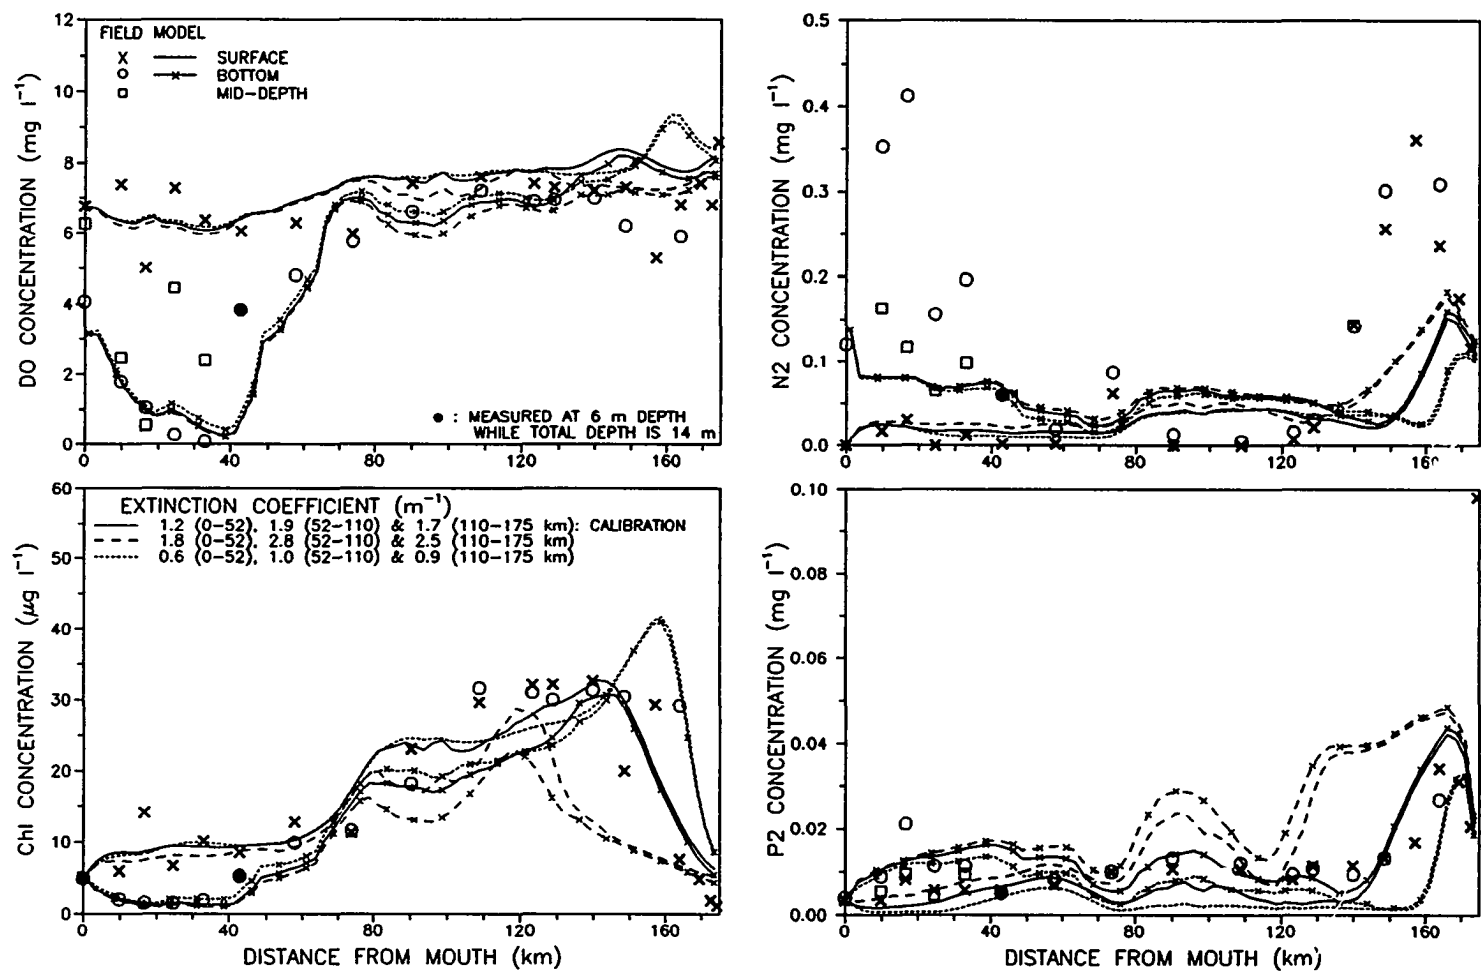 12
10
8
6
4
2
0
DO CONCENTRATION (mg l⁻¹)
FIELD MODEL
SURFACE
BOTTOM
MID-DEPTH
● : MEASURED AT 6 m DEPTH
WHILE TOTAL DEPTH IS 14 m
0 40 80 120 160
0.5
0.4
0.3
0.2
0.1
0.0
N2 CONCENTRATION (mg l⁻¹)
0 40 80 120
60
50
40
30
20
10
0
Chl CONCENTRATION (µg l⁻¹)
EXTINCTION COEFFICIENT (m⁻¹)
1.2 (0-52), 1.9 (52-110) & 1.7 (110-175 km): CALIBRATION
1.8 (0-52), 2.8 (52-110) & 2.5 (110-175 km)
0.6 (0-52), 1.0 (52-110) & 0.9 (110-175 km)
0 40 80 120 160
DISTANCE FROM MOUTH (km)
0.10
0.08
0.06
0.04
0.02
0.00
P2 CONCENTRATION (mg l⁻¹)
0 40 80 120 160
DISTANCE FROM MOUTH (km)